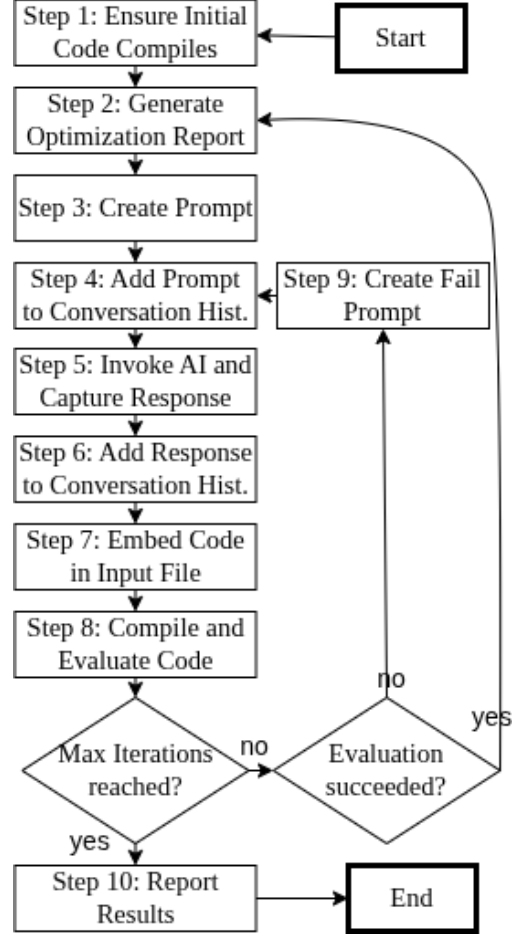 Step 1: Ensure Initial
Code Compiles
Start
Step 2: Generate
Optimization Report
Step 3: Create Prompt
Step 4: Add Prompt
to Conversation Hist.
Step 9: Create Fail
Prompt
Step 5: Invoke AI and
Capture Response
Step 6: Add Response
to Conversation Hist.
Step 7: Embed Code
in Input File
Step 8: Compile and
Evaluate Code
no
yes
Max Iterations
reached?
no
Evaluation
succeeded?
yes
Step 10: Report
Results
End